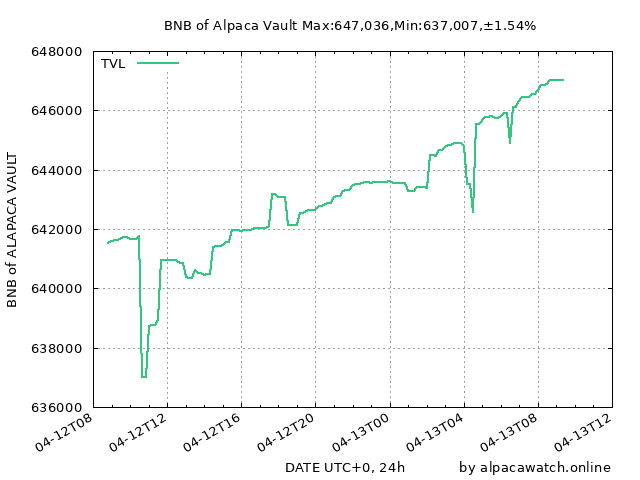 BNB of Alpaca Vault Max:647,036,Min:637,007,±1.54%
TVL
BNB of ALAPACA VAULT
648000
646000
644000
642000
640000
638000
636000
04-12T08
04-12T12
04-12T16
04-12T20
04-13T00
04-13T04
04-13T08
04-13T12
DATE UTC+0, 24h
by alpacawatch.online